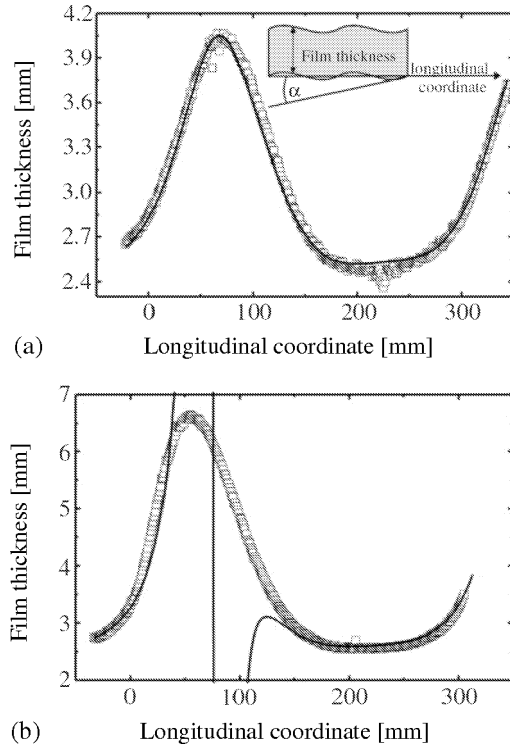 4.2
3.9
3.6
3.3
3.0
2.7
2.4
Film thickness [mm]
Film thickness
α
longitudinal
coordinate
0
100
200
300
(a)
Longitudinal coordinate [mm]
7
6
5
4
3
2
Film thickness [mm]
0
100
200
300
(b)
Longitudinal coordinate [mm]